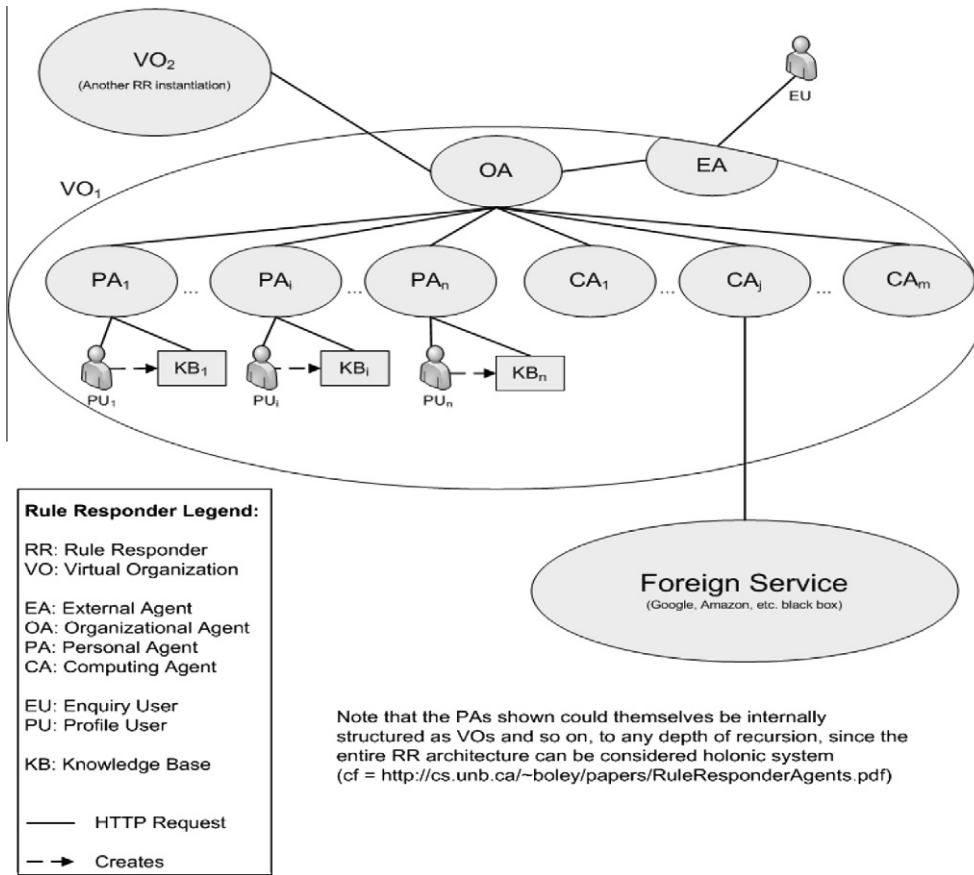 VO₂
(Another RR instantiation)
EU
OA
EA
VO₁
PA₁
...
PAᵢ
...
PAₙ
CA₁
...
CAⱼ
...
CAₘ
KB₁
KBᵢ
KBₙ
PU₁
PUᵢ
PUₙ
Rule Responder Legend:
RR: Rule Responder
VO: Virtual Organization
EA: External Agent
OA: Organizational Agent
PA: Personal Agent
CA: Computing Agent
EU: Enquiry User
PU: Profile User
KB: Knowledge Base
HTTP Request
Creates
Foreign Service
(Google, Amazon, etc. black box)
Note that the PAs shown could themselves be internally
structured as VOs and so on, to any depth of recursion, since the
entire RR architecture can be considered holonic system
(cf = http://cs.unb.ca/~boley/papers/RuleResponderAgents.pdf)